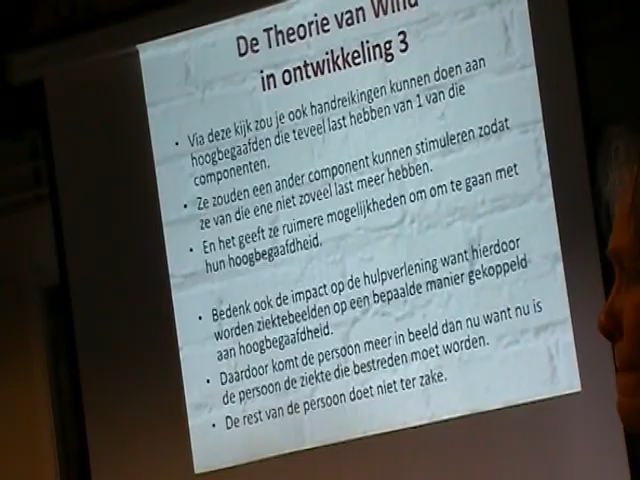 De Theorie van Wind
in ontwikkeling 3
• Via deze kijk zou je ook handreikingen kunnen doen aan
hoogbegaafden die teveel last hebben van 1 van die
componenten.
• Ze zouden een ander component kunnen stimuleren zodat
ze van die ene niet zoveel last meer hebben.
• En het geeft ze ruimere mogelijkheden om om te gaan met
hun hoogbegaafdheid.
• Bedenk ook de impact op de hulpverlening want hierdoor
worden ziektebeelden op een bepaalde manier gekoppeld
aan hoogbegaafdheid.
• Daardoor komt de persoon meer in beeld dan nu want nu is
de persoon de ziekte die bestreden moet worden.
• De rest van de persoon doet niet ter zake.